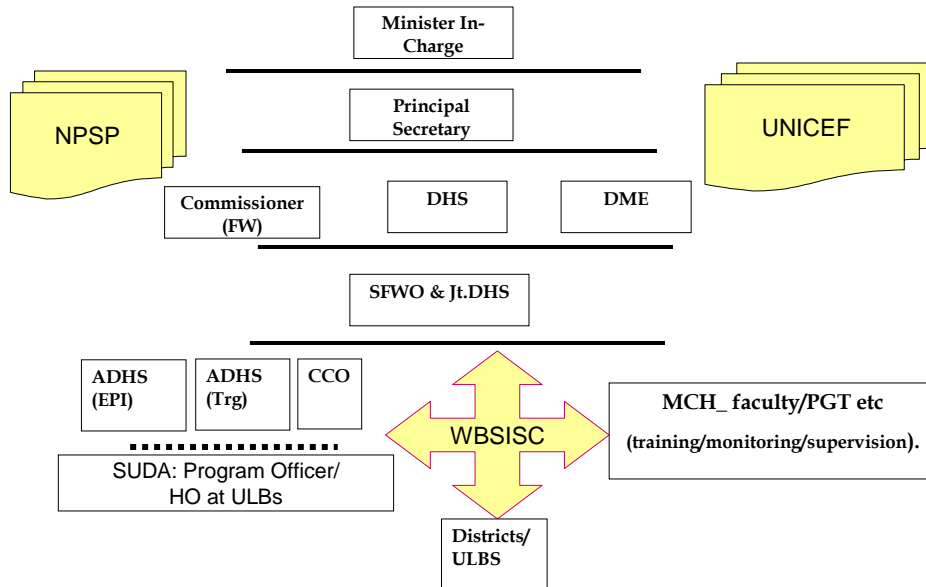 Minister In-
Charge
NPSP
Principal
Secretary
UNICEF
Commissioner
(FW)
DHS
DME
SFWO & Jt.DHS
ADHS
(EPI)
ADHS
(Trg)
CCO
WBSISC
MCH_ faculty/PGT etc
(training/monitoring/supervision).
SUDA: Program Officer/
HO at ULBs
Districts/
ULBS